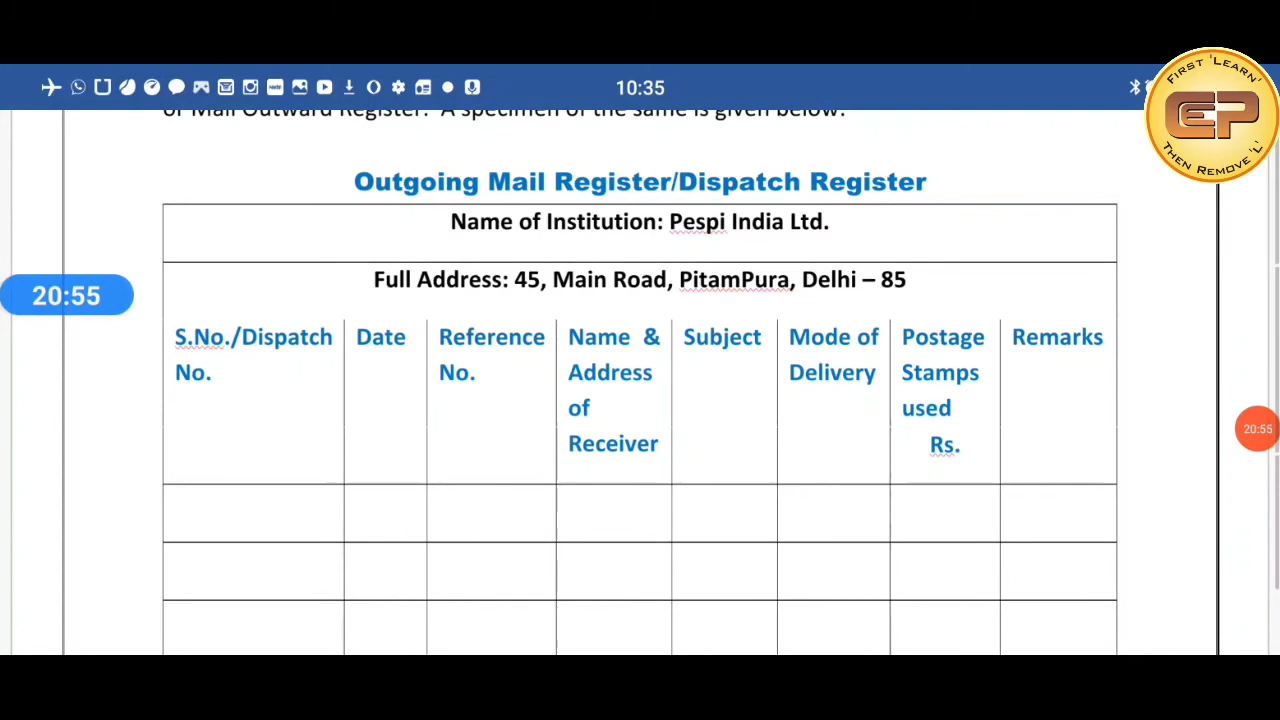 10:35
FIRST 'LEARN'
EP
THEN REMOVE 'L'
or Mail Outward Register. A specimen of the same is given below:
Outgoing Mail Register/Dispatch Register
Name of Institution: Pespi India Ltd.
20:55
Full Address: 45, Main Road, PitamPura, Delhi – 85
S.No./Dispatch No.
Date
Reference No.
Name & Address of Receiver
Subject
Mode of Delivery
Postage Stamps used Rs.
Remarks
20:55